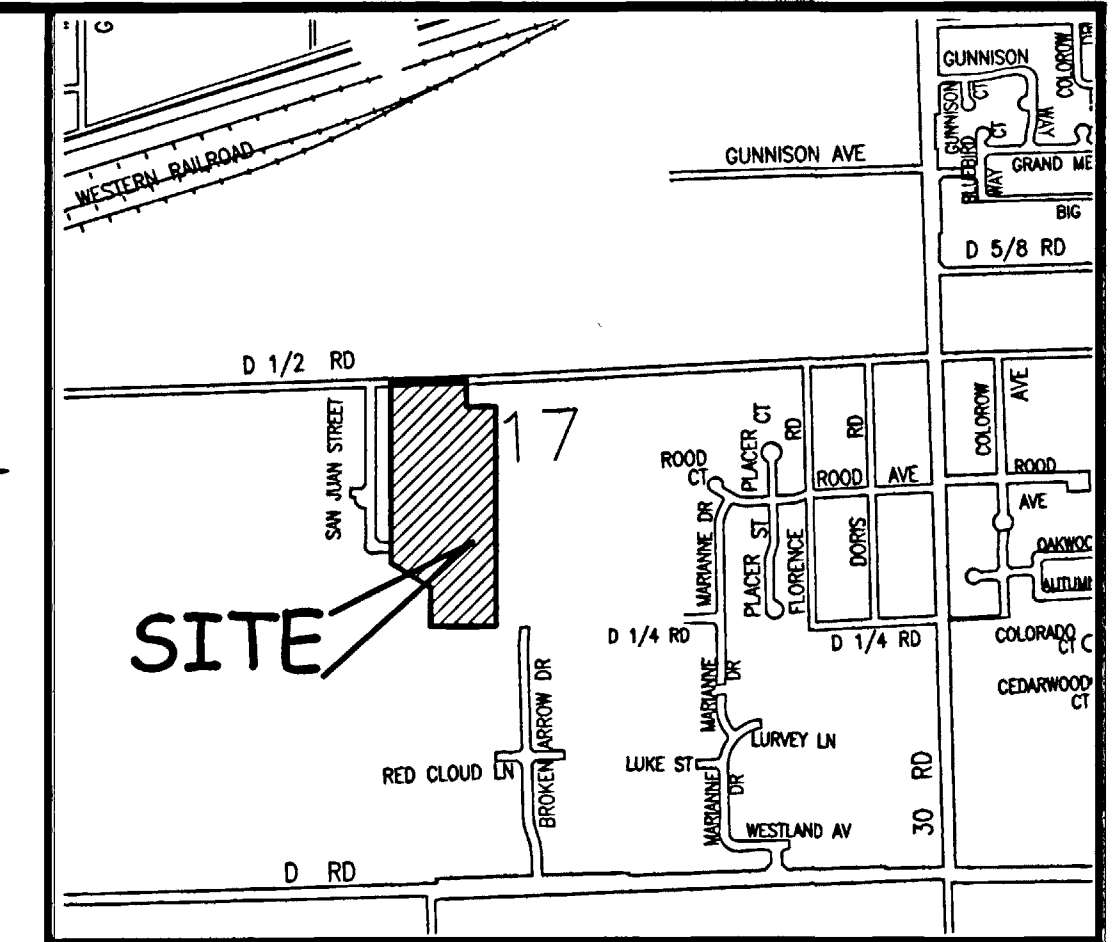 G
GUNNISON
COLOROW
GUNNISON
CT
WAY
BLUEBIRD
CT
WAY
GRAND ME
BIG
WESTERN RAILROAD
GUNNISON AVE
D 5/8 RD
D 1/2 RD
SAN JUAN STREET
17
SITE
ROOD
CT
PLACER CT
RD
RD
ROOD AVE
COLOROW
AVE
ROOD
AVE
MARIANNE DR
PLACER ST
FLORENCE
DORIS
OAKWOO
AUTUMN
D 1/4 RD
D 1/4 RD
COLORADO
CT C
CEDARWOOD
CT
BROKEN ARROW DR
RED CLOUD LN
MARIANNE DR
LURVEY LN
LUKE ST
MARIANNE DR
WESTLAND AV
30 RD
D RD